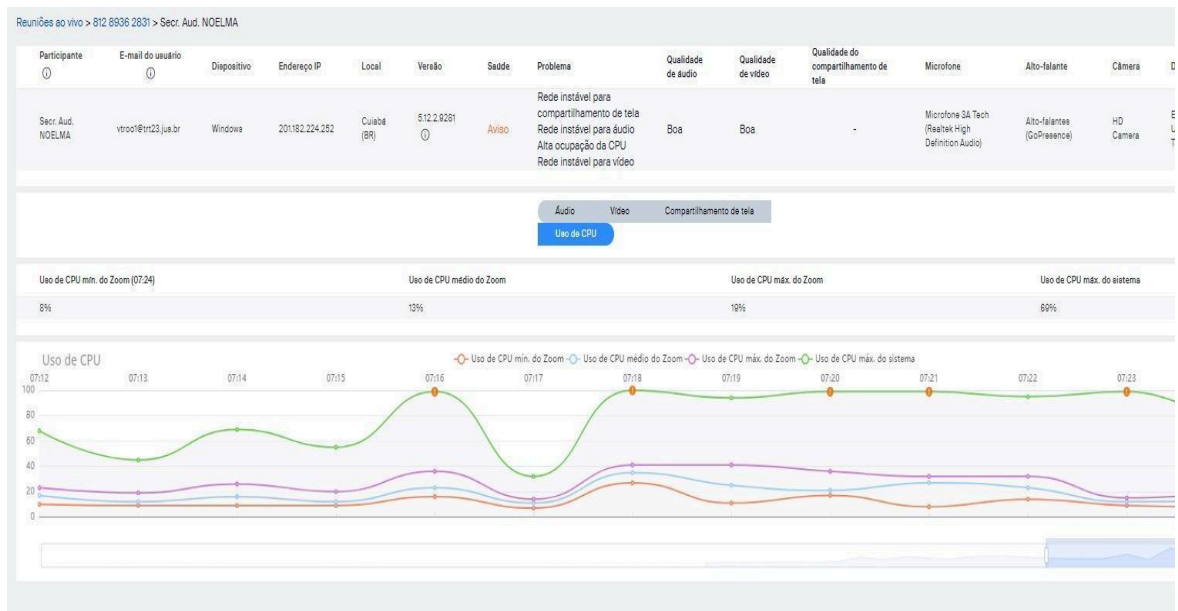 Reuniões ao vivo > 812 8936 2831 > Secr. Aud. NOELMA
Participante
E-mail do usuário
Dispositivo
Endereço IP
Local
Versão
Saúde
Problema
Qualidade
de áudio
Qualidade
de vídeo
Qualidade do
compartilhamento de
tela
Microfone
Alto-falante
Câmera
Secr. Aud.
NOELMA
vtroo1@trt23.jus.br
Windows
201.182.224.252
Cuiabá
(BR)
5.12.2.9281
Aviso
Rede instável para
compartilhamento de tela
Rede instável para áudio
Alta ocupação da CPU
Rede instável para vídeo
Boa
Boa
-
Microfone 3A Tech
(Realtek High
Definition Audio)
Alto-falantes
(GoPresence)
HD
Camera
Áudio Vídeo Compartilhamento de tela
Uso de CPU
Uso de CPU mín. do Zoom (07:24) Uso de CPU médio do Zoom Uso de CPU máx. do Zoom Uso de CPU máx. do sistema
8% 13% 19% 69%
Uso de CPU
Uso de CPU mín. do Zoom Uso de CPU médio do Zoom Uso de CPU máx. do Zoom Uso de CPU máx. do sistema
07:12 07:13 07:14 07:15 07:16 07:17 07:18 07:19 07:20 07:21 07:22 07:23
100
80
60
40
20
0